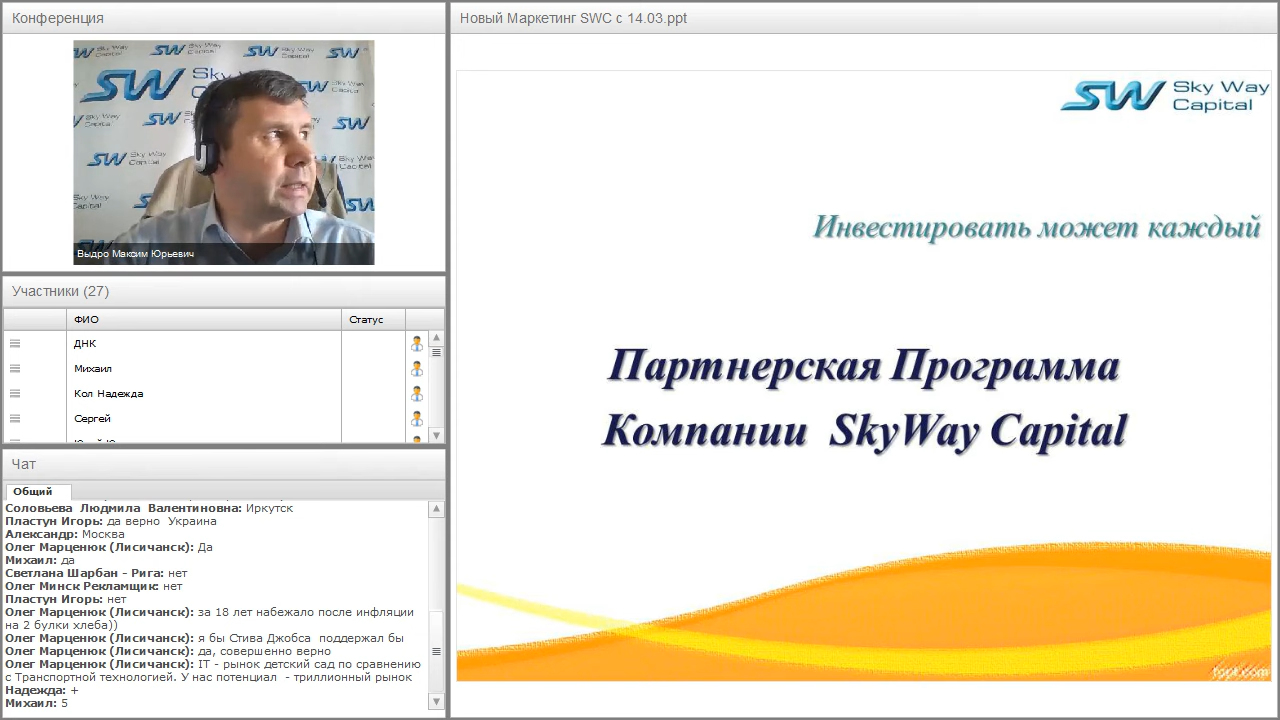 Конференция
Новый Маркетинг SWC с 14.03.ppt
SW Sky Way
Capital
Sky Way
Capital
Выдро Максим Юрьевич
Инвестировать может каждый
Партнерская Программа
Компании SkyWay Capital
Участники (27)
ФИО
Статус
ДНК
Михаил
Кол Надежда
Сергей
Чат
Общий
Соловьева Людмила Валентиновна: Иркутск
Пластун Игорь: да верно Украина
Александр: Москва
Олег Марценюк (Лисичанск): Да
Михаил: да
Светлана Шарбан - Рига: нет
Олег Минск Рекламщик: нет
Пластун Игорь: нет
Олег Марценюк (Лисичанск): за 18 лет набежало после инфляции
на 2 булки хлеба))
Олег Марценюк (Лисичанск): я бы Стива Джобса поддержал бы
Олег Марценюк (Лисичанск): да, совершенно верно
Олег Марценюк (Лисичанск): IT - рынок детский сад по сравнению
с Транспортной технологией. У нас потенциал - триллионный рынок
Надежда: +
Михаил: 5
fppt.com